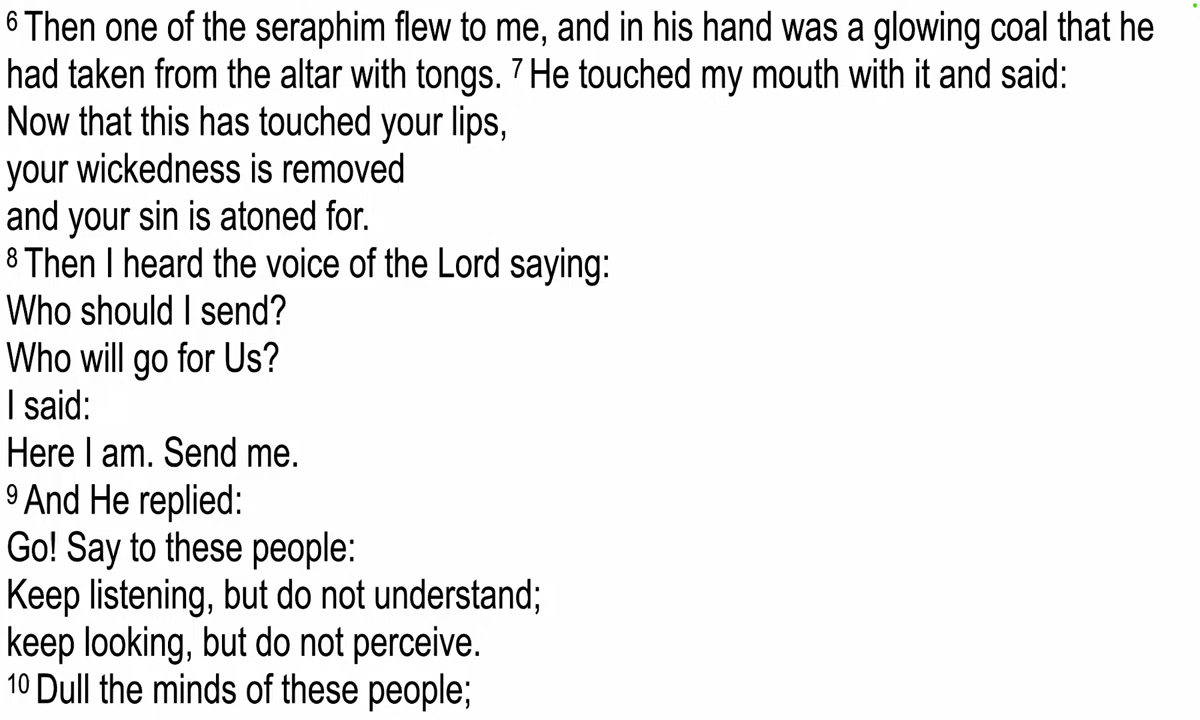 6 Then one of the seraphim flew to me, and in his hand was a glowing coal that he
had taken from the altar with tongs. 7 He touched my mouth with it and said:
Now that this has touched your lips,
your wickedness is removed
and your sin is atoned for.
8 Then I heard the voice of the Lord saying:
Who should I send?
Who will go for Us?
I said:
Here I am. Send me.
9 And He replied:
Go! Say to these people:
Keep listening, but do not understand;
keep looking, but do not perceive.
10 Dull the minds of these people;